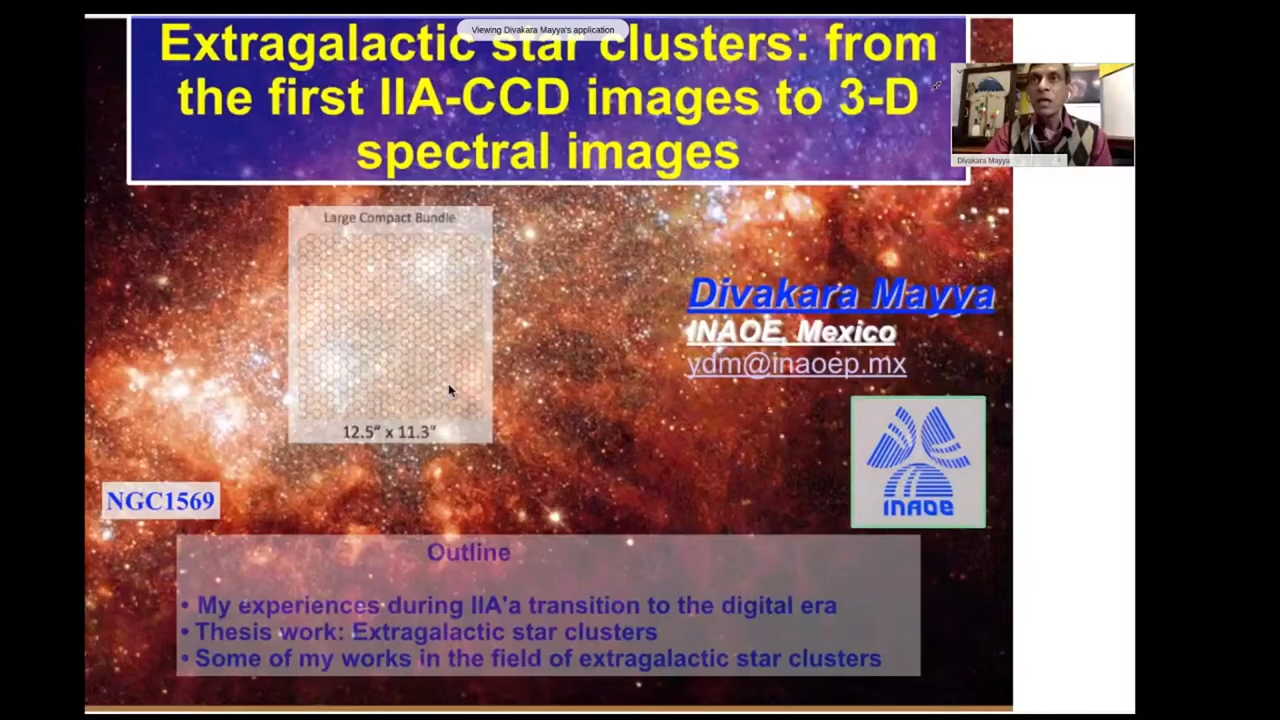 Viewing Divakara Mayya's application
Extragalactic star clusters: from
the first IIA-CCD images to 3-D
spectral images
Divakara Mayya
Large Compact Bundle
12.5" x 11.3"
Divakara Mayya
INAOE, Mexico
ydm@inaoep.mx
INAOE
NGC1569
Outline
• My experiences during IIA'a transition to the digital era
• Thesis work: Extragalactic star clusters
• Some of my works in the field of extragalactic star clusters